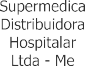 Supermedica
Distribuidora
Hospitalar
Ltda - Me